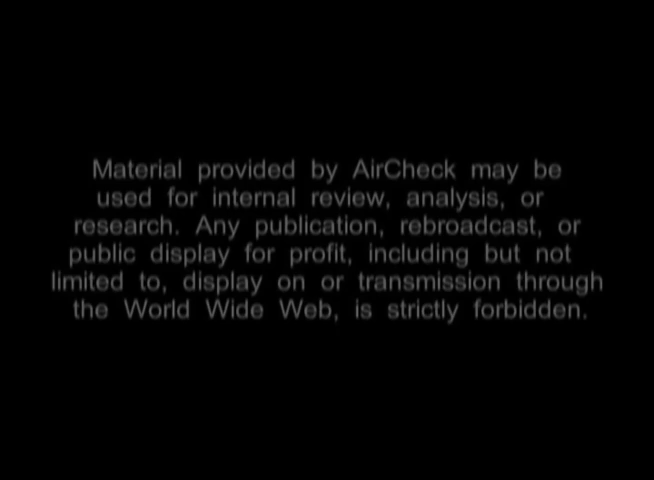 Material provided by AirCheck may be
used for internal review, analysis, or
research. Any publication, rebroadcast, or
public display for profit, including but not
limited to, display on or transmission through
the World Wide Web, is strictly forbidden.